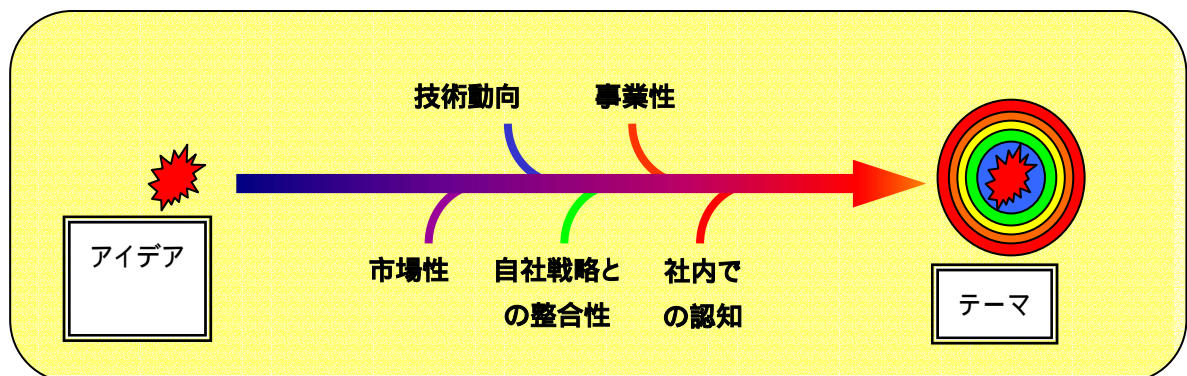 技術動向
事業性
アイデア
市場性
自社戦略と
の整合性
社内で
の認知
テーマ